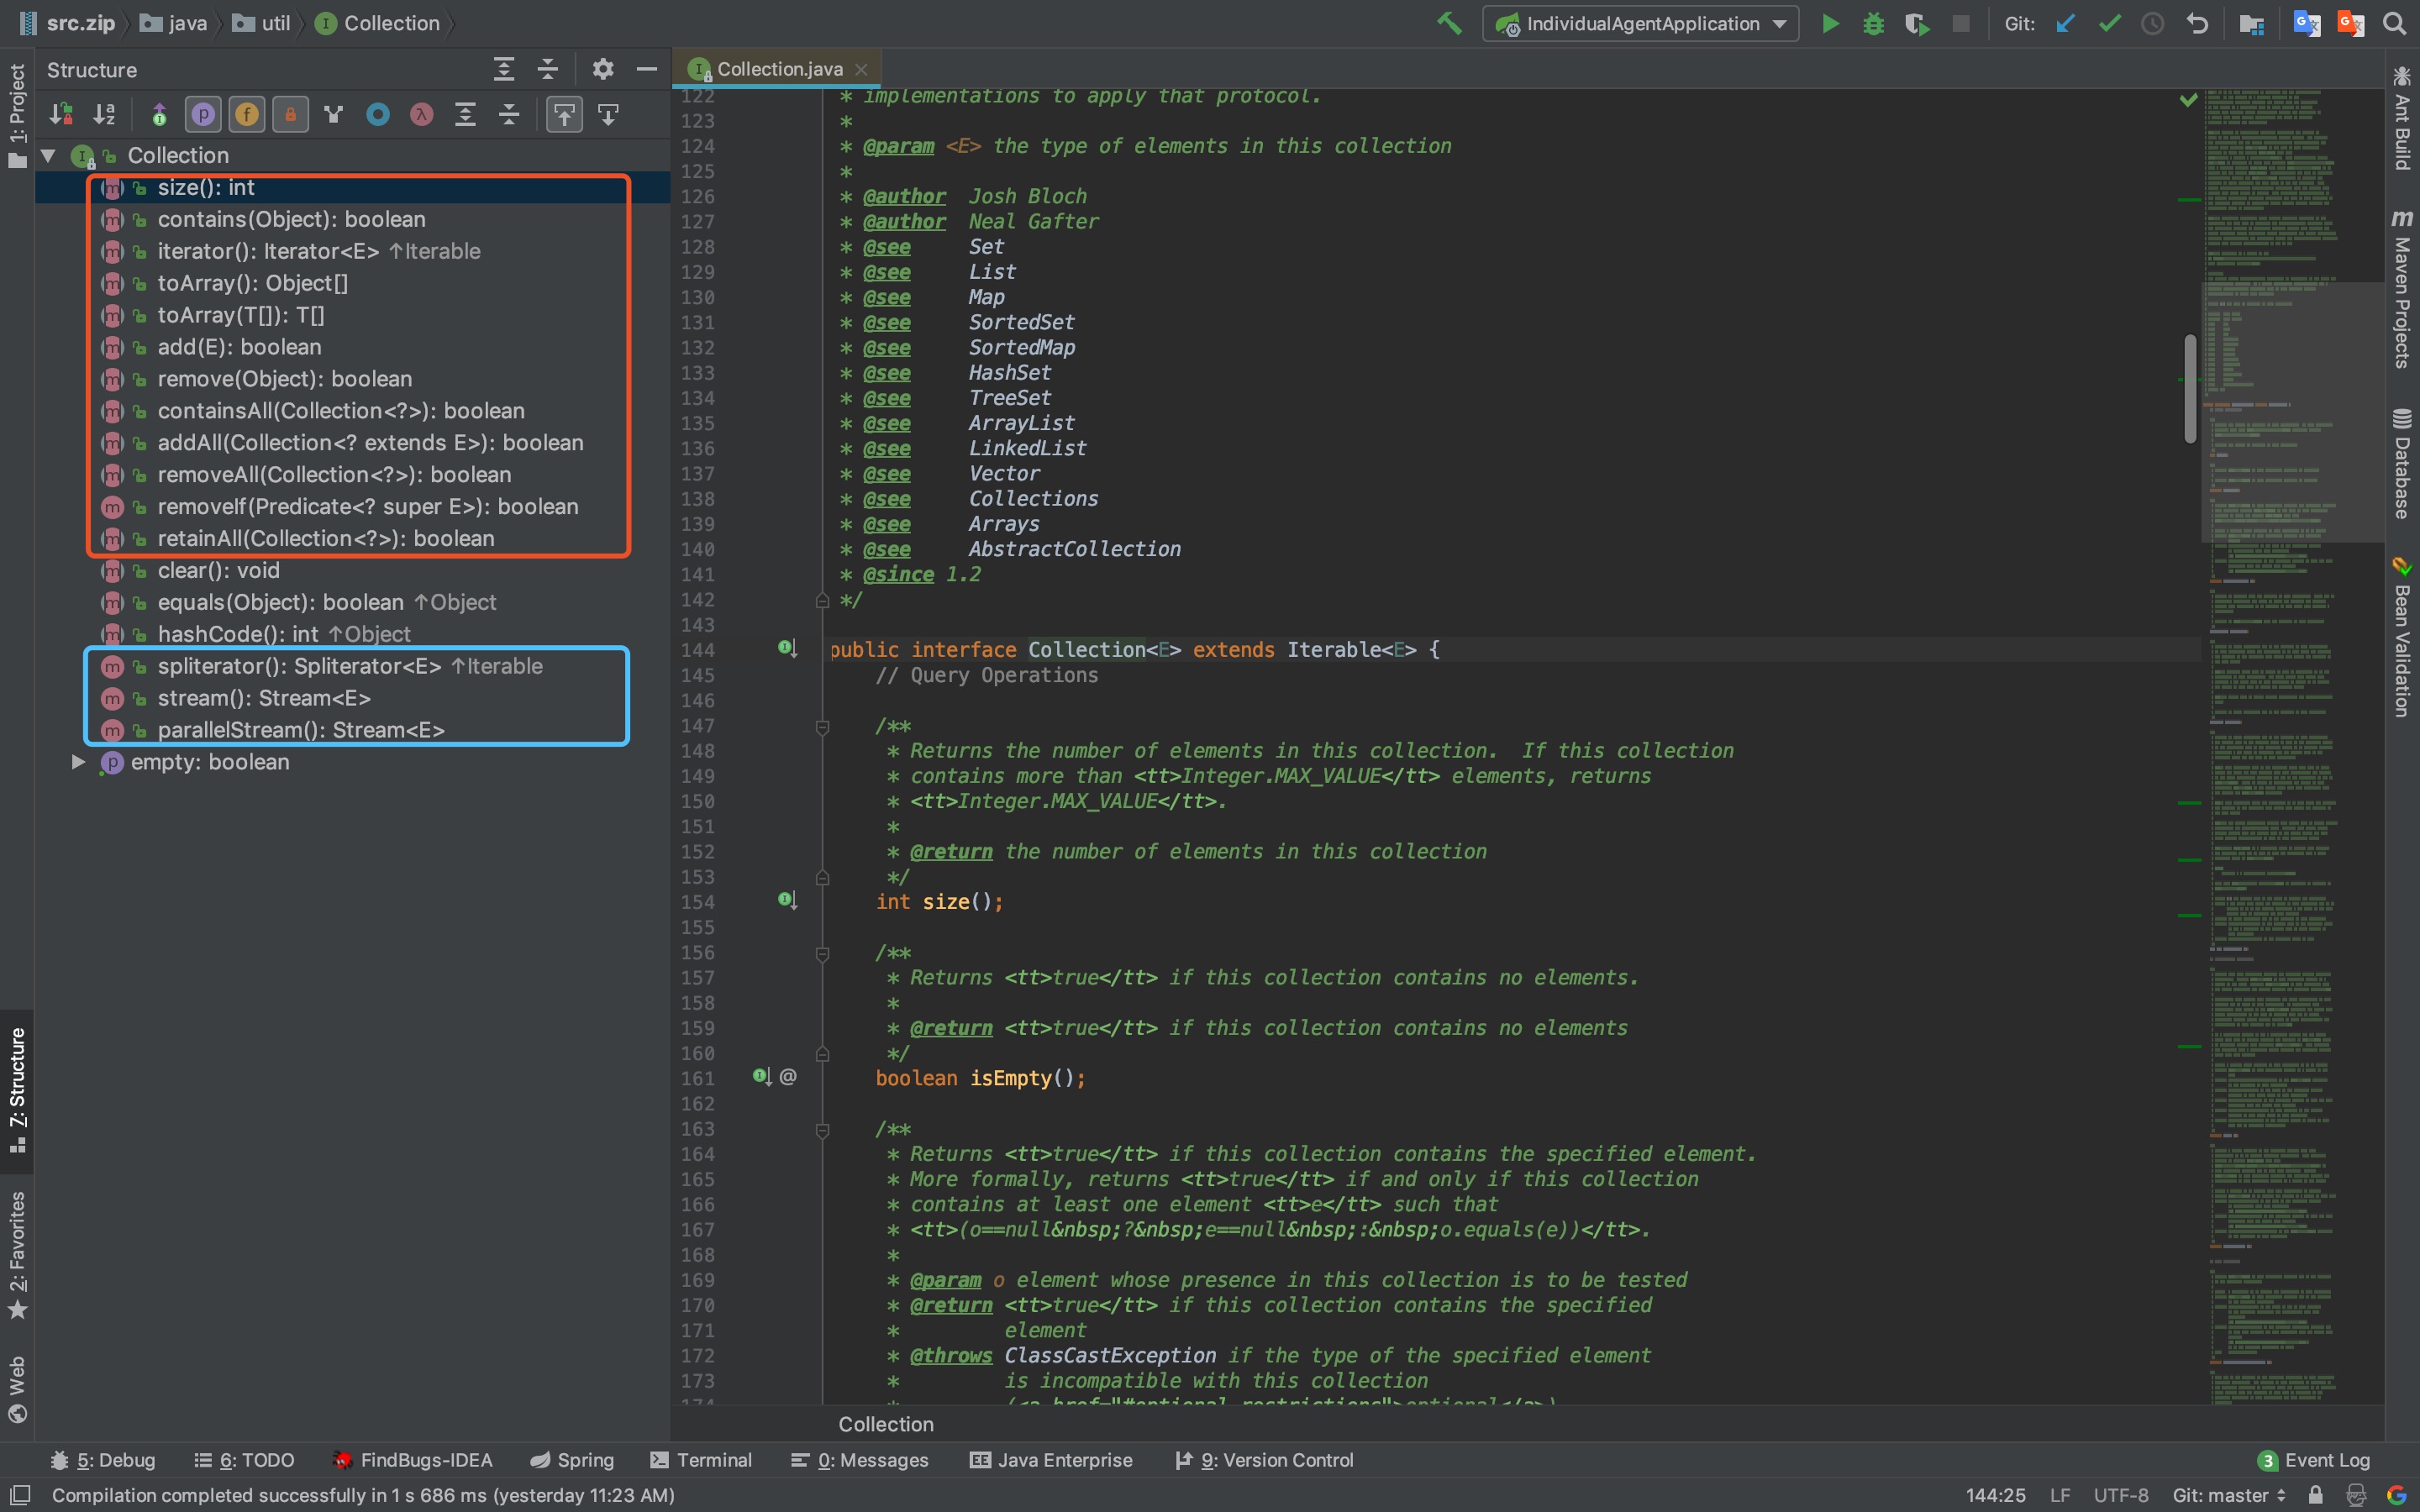 src.zip java util Collection
IndividualAgentApplication Git:
1: Project
Structure
Collection
size(): int
contains(Object): boolean
iterator(): Iterator<E> ↑Iterable
toArray(): Object[]
toArray(T[]): T[]
add(E): boolean
remove(Object): boolean
containsAll(Collection<?>): boolean
addAll(Collection<? extends E>): boolean
removeAll(Collection<?>): boolean
removeIf(Predicate<? super E>): boolean
retainAll(Collection<?>): boolean
clear(): void
equals(Object): boolean ↑Object
hashCode(): int ↑Object
spliterator(): Spliterator<E> ↑Iterable
stream(): Stream<E>
parallelStream(): Stream<E>
empty: boolean
Z: Structure
2: Favorites
Web
Collection.java
122 * implementations to apply that protocol.
123 *
124 * @param <E> the type of elements in this collection
125 *
126 * @author Josh Bloch
127 * @author Neal Gafter
128 * @see Set
129 * @see List
130 * @see Map
131 * @see SortedSet
132 * @see SortedMap
133 * @see HashSet
134 * @see TreeSet
135 * @see ArrayList
136 * @see LinkedList
137 * @see Vector
138 * @see Collections
139 * @see Arrays
140 * @see AbstractCollection
141 * @since 1.2
142 */
143
144 public interface Collection<E> extends Iterable<E> {
145 // Query Operations
146
147 /**
148 * Returns the number of elements in this collection. If this collection
149 * contains more than <tt>Integer.MAX_VALUE</tt> elements, returns
150 * <tt>Integer.MAX_VALUE</tt>.
151 *
152 * @return the number of elements in this collection
153 */
154 int size();
155
156 /**
157 * Returns <tt>true</tt> if this collection contains no elements.
158 *
159 * @return <tt>true</tt> if this collection contains no elements
160 */
161 @ boolean isEmpty();
162
163 /**
164 * Returns <tt>true</tt> if this collection contains the specified element.
165 * More formally, returns <tt>true</tt> if and only if this collection
166 * contains at least one element <tt>e</tt> such that
167 * <tt>(o==null&nbsp;?&nbsp;e==null&nbsp;:&nbsp;o.equals(e))</tt>.
168 *
169 * @param o element whose presence in this collection is to be tested
170 * @return <tt>true</tt> if this collection contains the specified
171 * element
172 * @throws ClassCastException if the type of the specified element
173 * is incompatible with this collection
174 * (<a href="#optional-restrictions">optional</a>)
Collection
Ant Build
Maven Projects
Database
Bean Validation
5: Debug 6: TODO FindBugs-IDEA Spring Terminal 0: Messages Java Enterprise 9: Version Control 3 Event Log
Compilation completed successfully in 1 s 686 ms (yesterday 11:23 AM) 144:25 LF UTF-8 Git: master